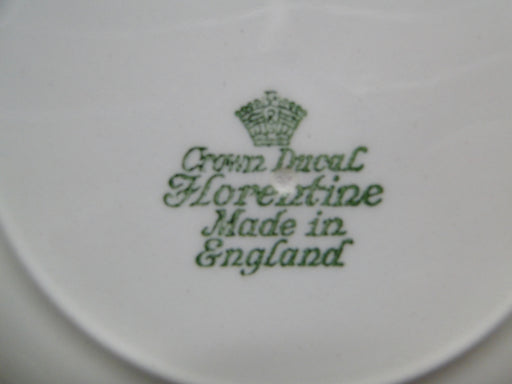 Crown Ducal
Florentine
Made in
England